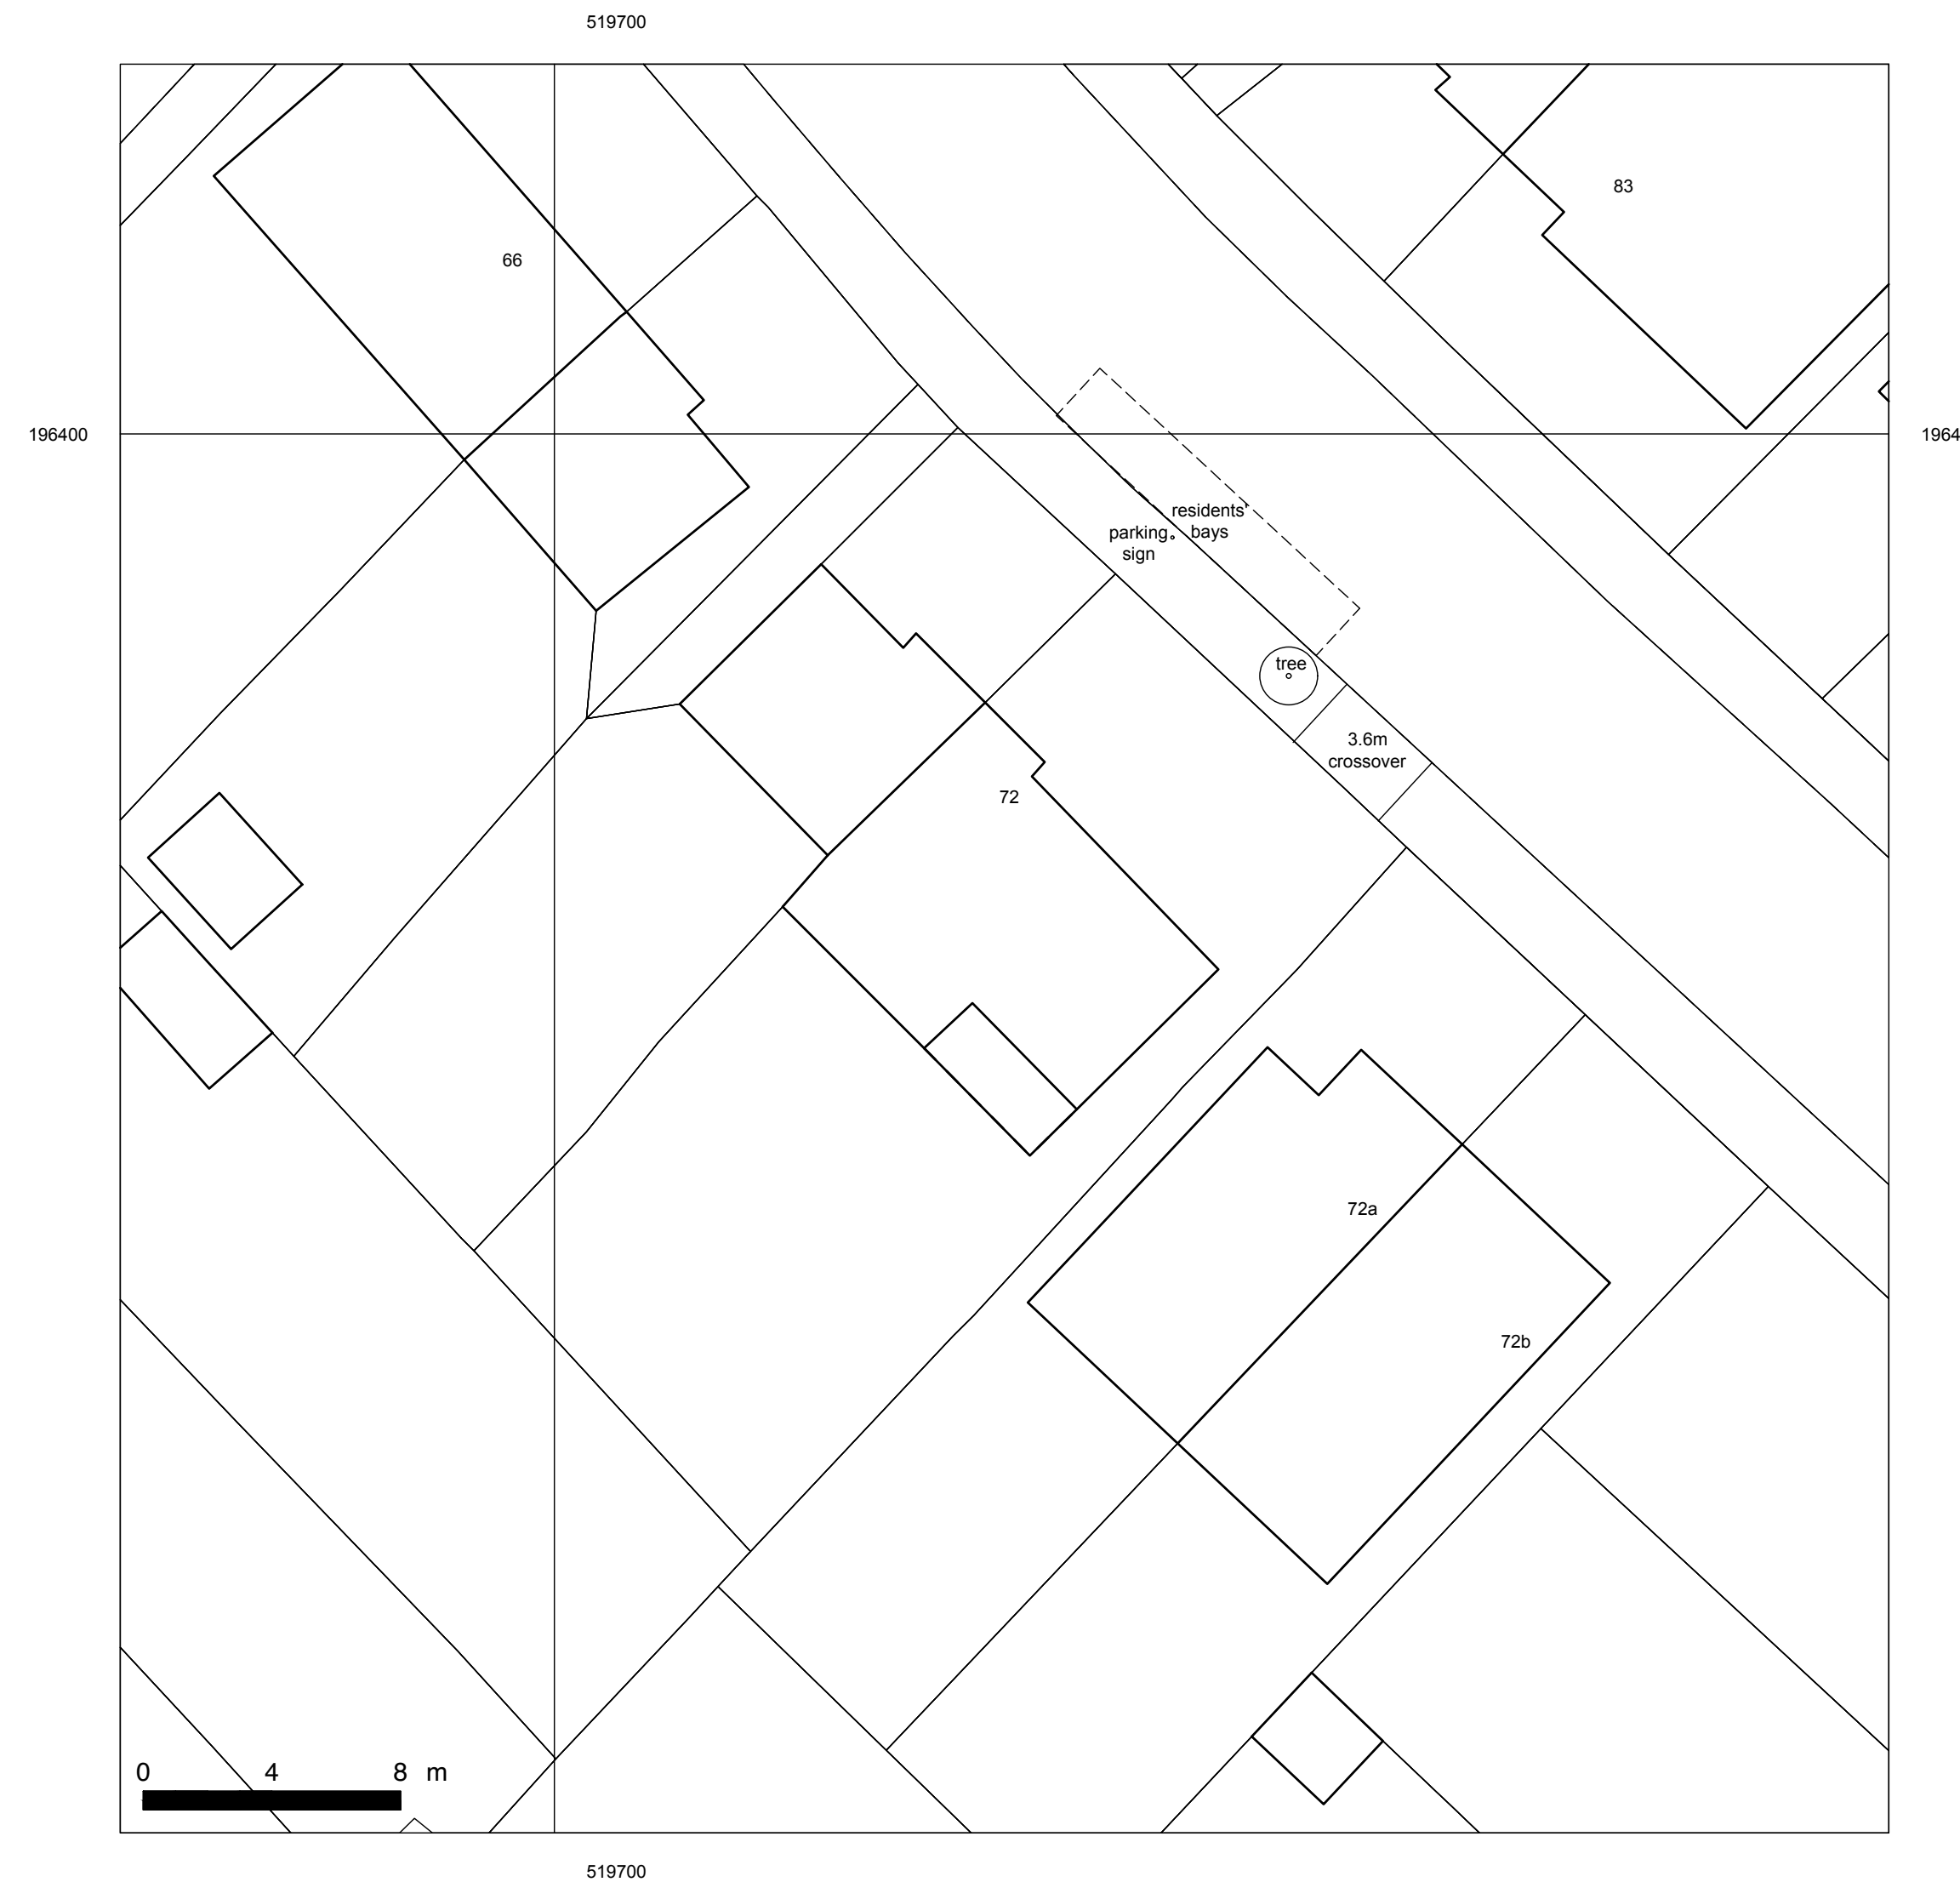 519700
83
66
196400
1964
residents'
parking bays
sign
tree
3.6m
crossover
72
72a
72b
0 4 8 m
519700